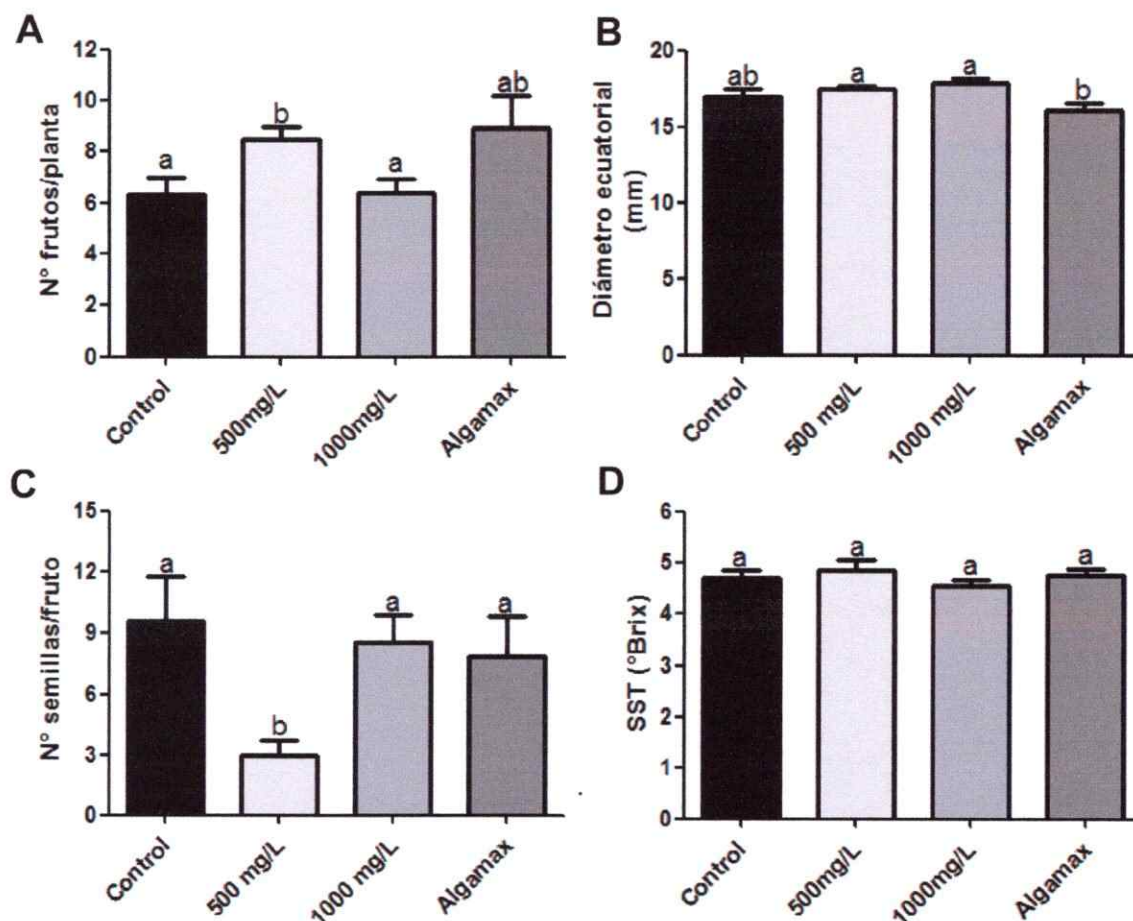 A
N° frutos/planta
12
10
8
6
4
2
0
a
b
a
ab
Control
500mg/L
1000mg/L
Algamax
B
Diámetro ecuatorial
(mm)
20
15
10
5
0
ab
a
a
b
Control
500 mg/L
1000 mg/L
Algamax
C
N° semillas/fruto
15
12
9
6
3
0
a
b
a
a
Control
500 mg/L
1000 mg/L
Algamax
D
SST (°Brix)
6
5
4
3
2
1
0
a
a
a
a
Control
500mg/L
1000mg/L
Algamax